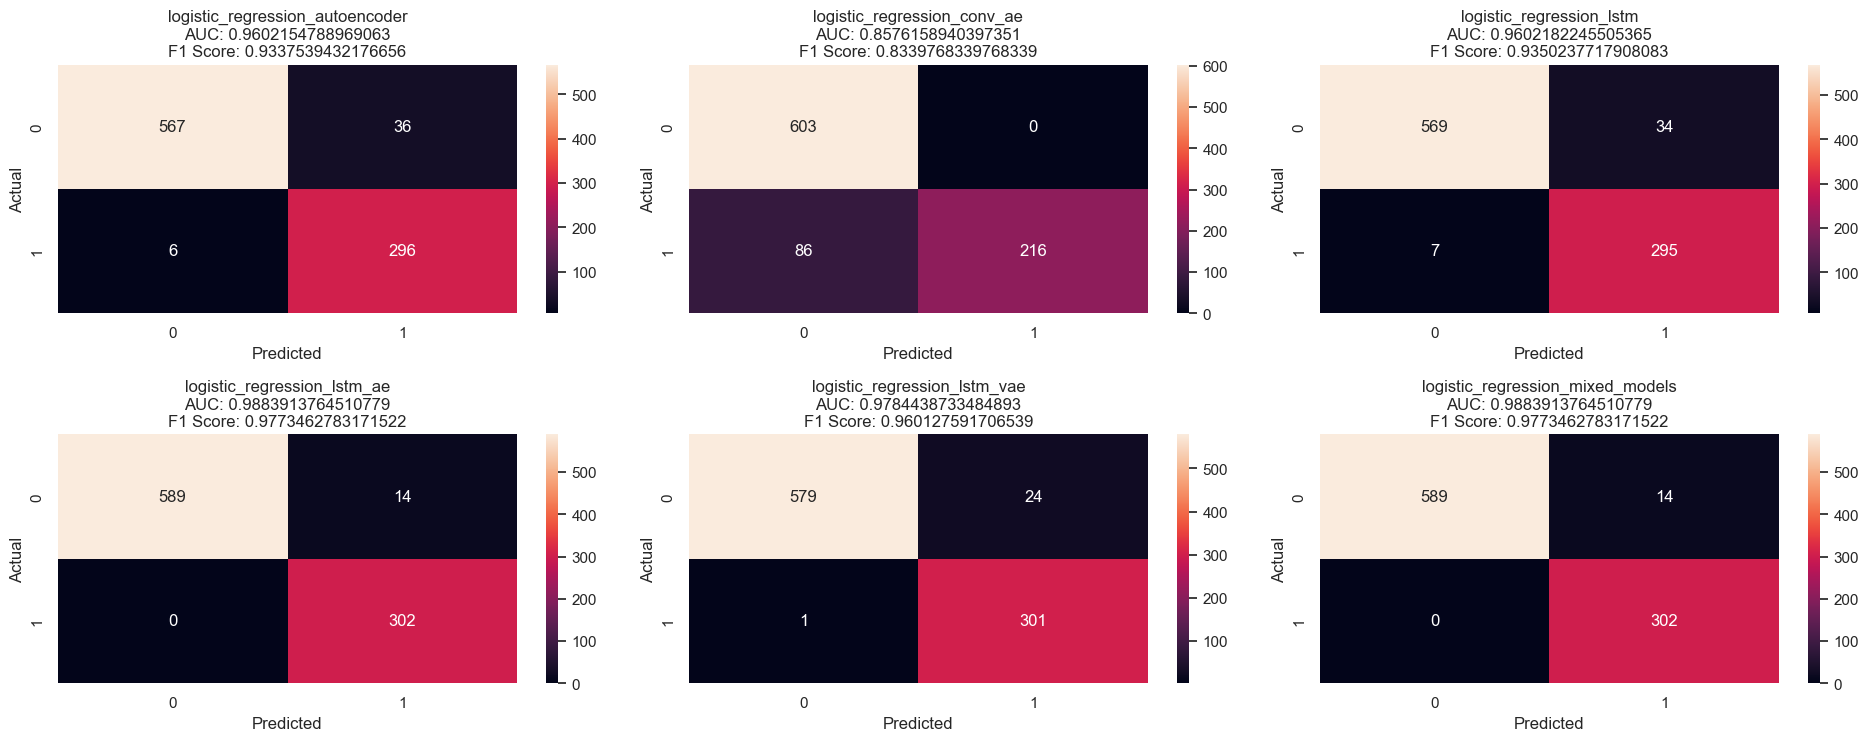 logistic_regression_autoencoder
AUC: 0.9602154788969063
F1 Score: 0.9337539432176656
567
36
6
296
0
1
Actual
0
1
Predicted
500
400
300
200
100
logistic_regression_conv_ae
AUC: 0.8576158940397351
F1 Score: 0.8339768339768339
603
0
86
216
0
1
Actual
0
1
Predicted
600
500
400
300
200
100
0
logistic_regression_lstm
AUC: 0.9602182245505365
F1 Score: 0.9350237717908083
569
34
7
295
0
1
Actual
0
1
Predicted
500
400
300
200
100
logistic_regression_lstm_ae
AUC: 0.9883913764510779
F1 Score: 0.9773462783171522
589
14
0
302
0
1
Actual
0
1
Predicted
500
400
300
200
100
0
logistic_regression_lstm_vae
AUC: 0.9784438733484893
F1 Score: 0.960127591706539
579
24
1
301
0
1
Actual
0
1
Predicted
500
400
300
200
100
logistic_regression_mixed_models
AUC: 0.9883913764510779
F1 Score: 0.9773462783171522
589
14
0
302
0
1
Actual
0
1
Predicted
500
400
300
200
100
0